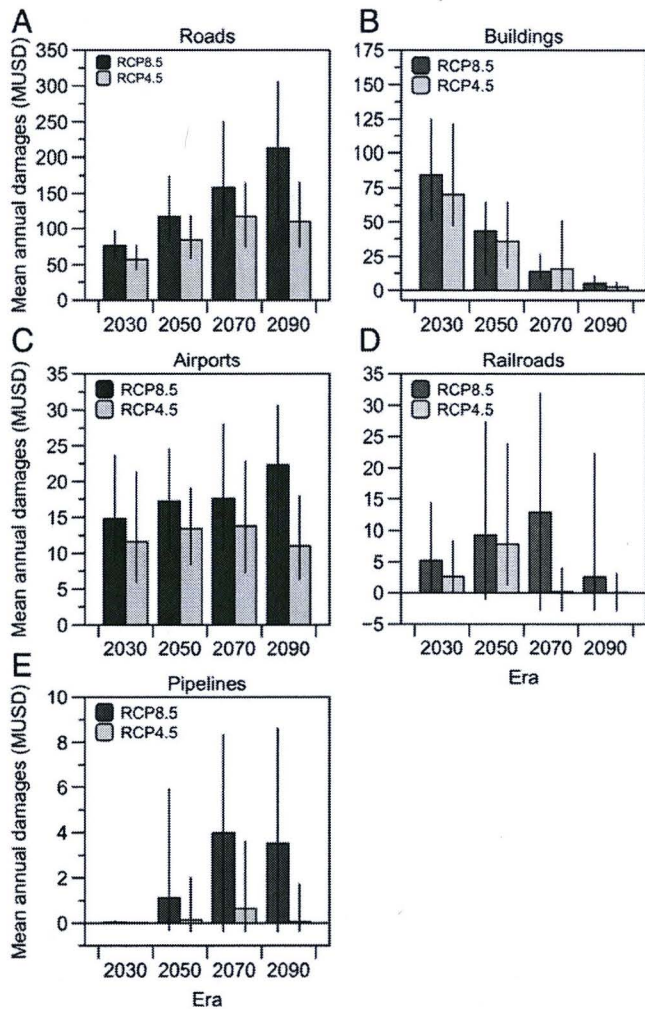 A
Roads
Mean annual damages (MUSD)
350
300
250
200
150
100
50
0
RCP8.5
RCP4.5
2030 2050 2070 2090
B
Buildings
175
150
125
100
75
50
25
0
RCP8.5
RCP4.5
2030 2050 2070 2090
C
Airports
Mean annual damages (MUSD)
35
30
25
20
15
10
5
0
RCP8.5
RCP4.5
2030 2050 2070 2090
D
Railroads
35
30
25
20
15
10
5
0
−5
RCP8.5
RCP4.5
2030 2050 2070 2090
Era
E
Pipelines
Mean annual damages (MUSD)
10
8
6
4
2
0
RCP8.5
RCP4.5
2030 2050 2070 2090
Era